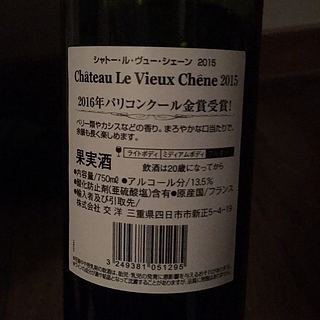 シャトー・ル・ヴュー・シェーン 2015
Château Le Vieux Chêne 2015
2016年パリコンクール金賞受賞！
ベリー類やカシスなどの香り。まろやかな口当たりで、
余韻も長く楽しめます。
果実酒
ライトボディ ミディアムボディ
飲酒は20歳になってから
●内容量/750mℓ ●アルコール分/13.5%
●酸化防止剤(亜硫酸塩)含有 ●原産国/フランス
●輸入者及び引取先/
株式会社 交洋 三重県四日市市新正5-4-19
3 249381 051295